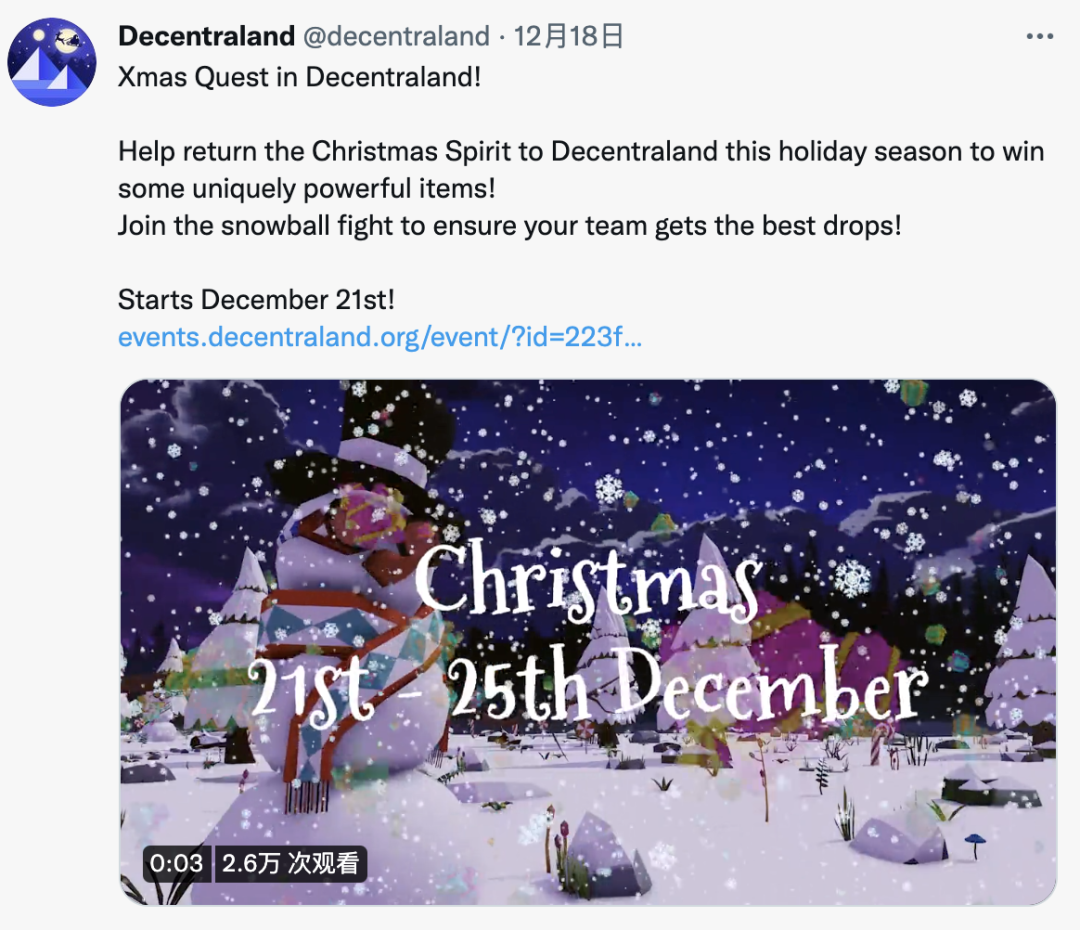 Decentraland @decentraland · 12月18日
Xmas Quest in Decentraland!
Help return the Christmas Spirit to Decentraland this holiday season to win
some uniquely powerful items!
Join the snowball fight to ensure your team gets the best drops!
Starts December 21st!
events.decentraland.org/event/?id=223f...
Christmas
21st - 25th December
0:03 2.6万 次观看